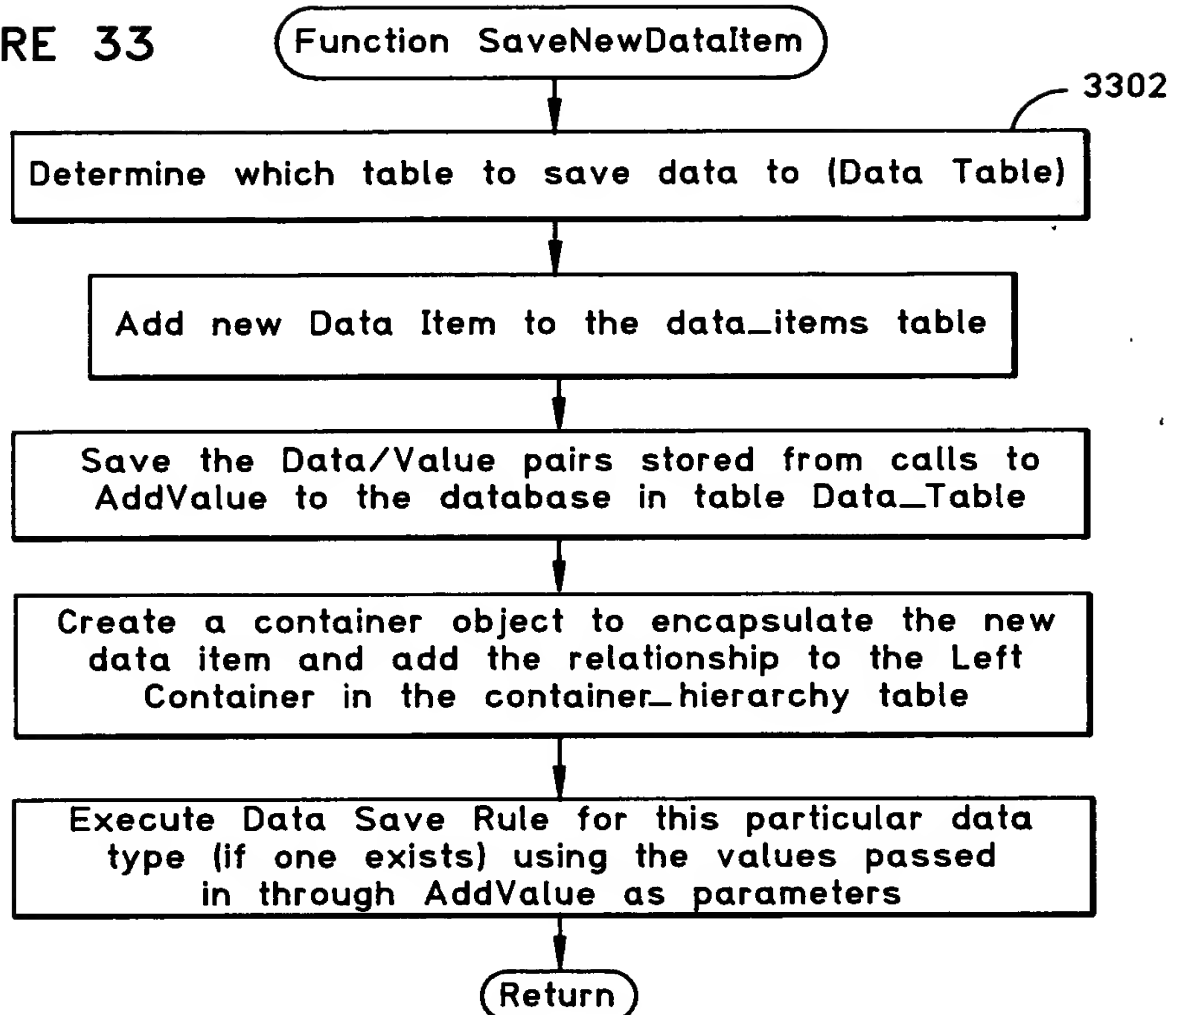 RE 33
Function SaveNewDataItem
3302
Determine which table to save data to (Data Table)
Add new Data Item to the data_items table
Save the Data/Value pairs stored from calls to
AddValue to the database in table Data_Table
Create a container object to encapsulate the new
data item and add the relationship to the Left
Container in the container_hierarchy table
Execute Data Save Rule for this particular data
type (if one exists) using the values passed
in through AddValue as parameters
Return